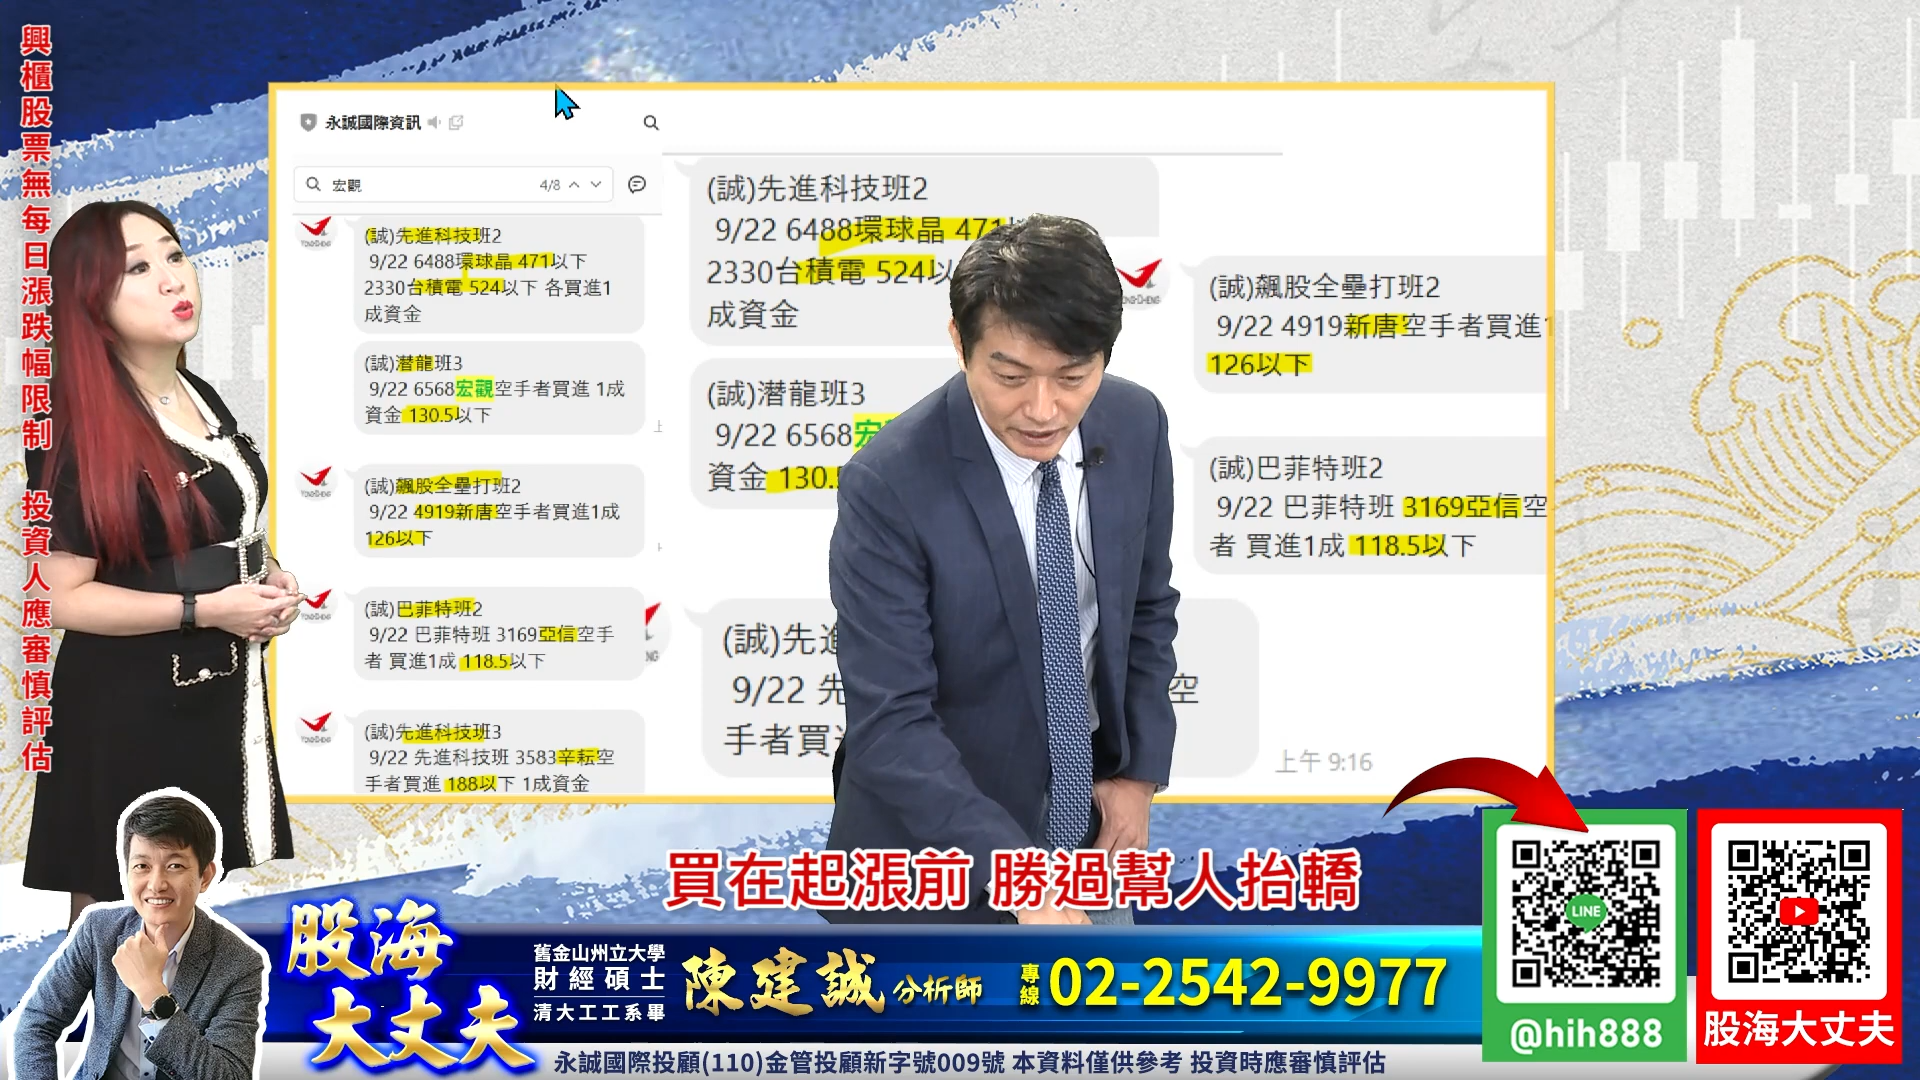 興櫃股票無每日漲跌幅限制 投資人應審慎評估
永誠國際資訊
宏觀
4/8
(誠)先進科技班2
9/22 6488環球晶 471以下
2330台積電 524以下 各買進1
成資金
(誠)潛龍班3
9/22 6568宏觀空手者買進 1成
資金 130.5以下
(誠)飆股全壘打班2
9/22 4919新唐空手者買進1成
126以下
(誠)巴菲特班2
9/22 巴菲特班 3169亞信空手
者 買進1成 118.5以下
(誠)先進科技班3
9/22 先進科技班 3583辛耘空
手者買進 188以下 1成資金
(誠)先進科技班2
9/22 6488環球晶 471
2330台積電 524以
成資金
(誠)潛龍班3
9/22 6568宏
資金 130.5
(誠)先進
9/22 先 空
手者買
上午 9:16
(誠)飆股全壘打班2
9/22 4919新唐空手者買進1
126以下
(誠)巴菲特班2
9/22 巴菲特班 3169亞信空
者 買進1成 118.5以下
買在起漲前 勝過幫人抬轎
股海
大丈夫
舊金山州立大學
財經碩士
清大工工系畢
陳建誠 分析師
專線 02-2542-9977
永誠國際投顧(110)金管投顧新字號009號 本資料僅供參考 投資時應審慎評估
LINE
@hih888
股海大丈夫